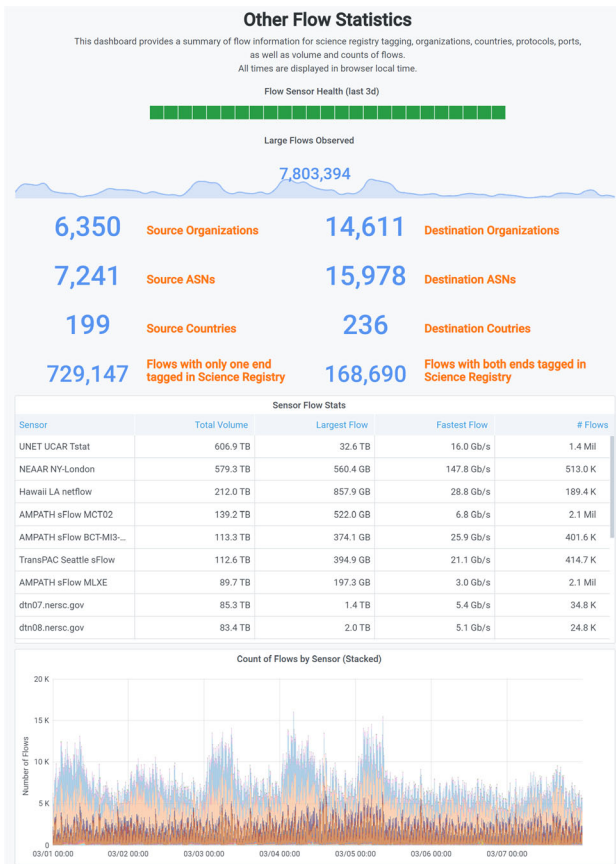 Other Flow Statistics
This dashboard provides a summary of flow information for science registry tagging, organizations, countries, protocols, ports,
as well as volume and counts of flows.
All times are displayed in browser local time.
Flow Sensor Health (last 3d)
Large Flows Observed
7,803,394
6,350 Source Organizations 14,611 Destination Organizations
7,241 Source ASNs 15,978 Destination ASNs
199 Source Countries 236 Destination Coutries
729,147 Flows with only one end tagged in Science Registry 168,690 Flows with both ends tagged in Science Registry
Sensor Flow Stats
Sensor Total Volume Largest Flow Fastest Flow # Flows
UNET UCAR Tstat 606.9 TB 32.6 TB 16.0 Gb/s 1.4 Mil
NEAAR NY-London 579.3 TB 560.4 GB 147.8 Gb/s 513.0 K
Hawaii LA netflow 212.0 TB 857.9 GB 28.8 Gb/s 189.4 K
AMPATH sFlow MCT02 139.2 TB 522.0 GB 6.8 Gb/s 2.1 Mil
AMPATH sFlow BCT-MI3-... 113.3 TB 374.1 GB 25.9 Gb/s 401.6 K
TransPAC Seattle sFlow 112.6 TB 394.9 GB 21.1 Gb/s 414.7 K
AMPATH sFlow MLXE 89.7 TB 197.3 GB 3.0 Gb/s 2.1 Mil
dtn07.nersc.gov 85.3 TB 1.4 TB 5.4 Gb/s 34.8 K
dtn08.nersc.gov 83.4 TB 2.0 TB 5.1 Gb/s 24.8 K
Count of Flows by Sensor (Stacked)
Number of Flows
20 K
15 K
10 K
5 K
0
03/01 00:00 03/02 00:00 03/03 00:00 03/04 00:00 03/05 00:00 03/06 00:00 03/07 00:00